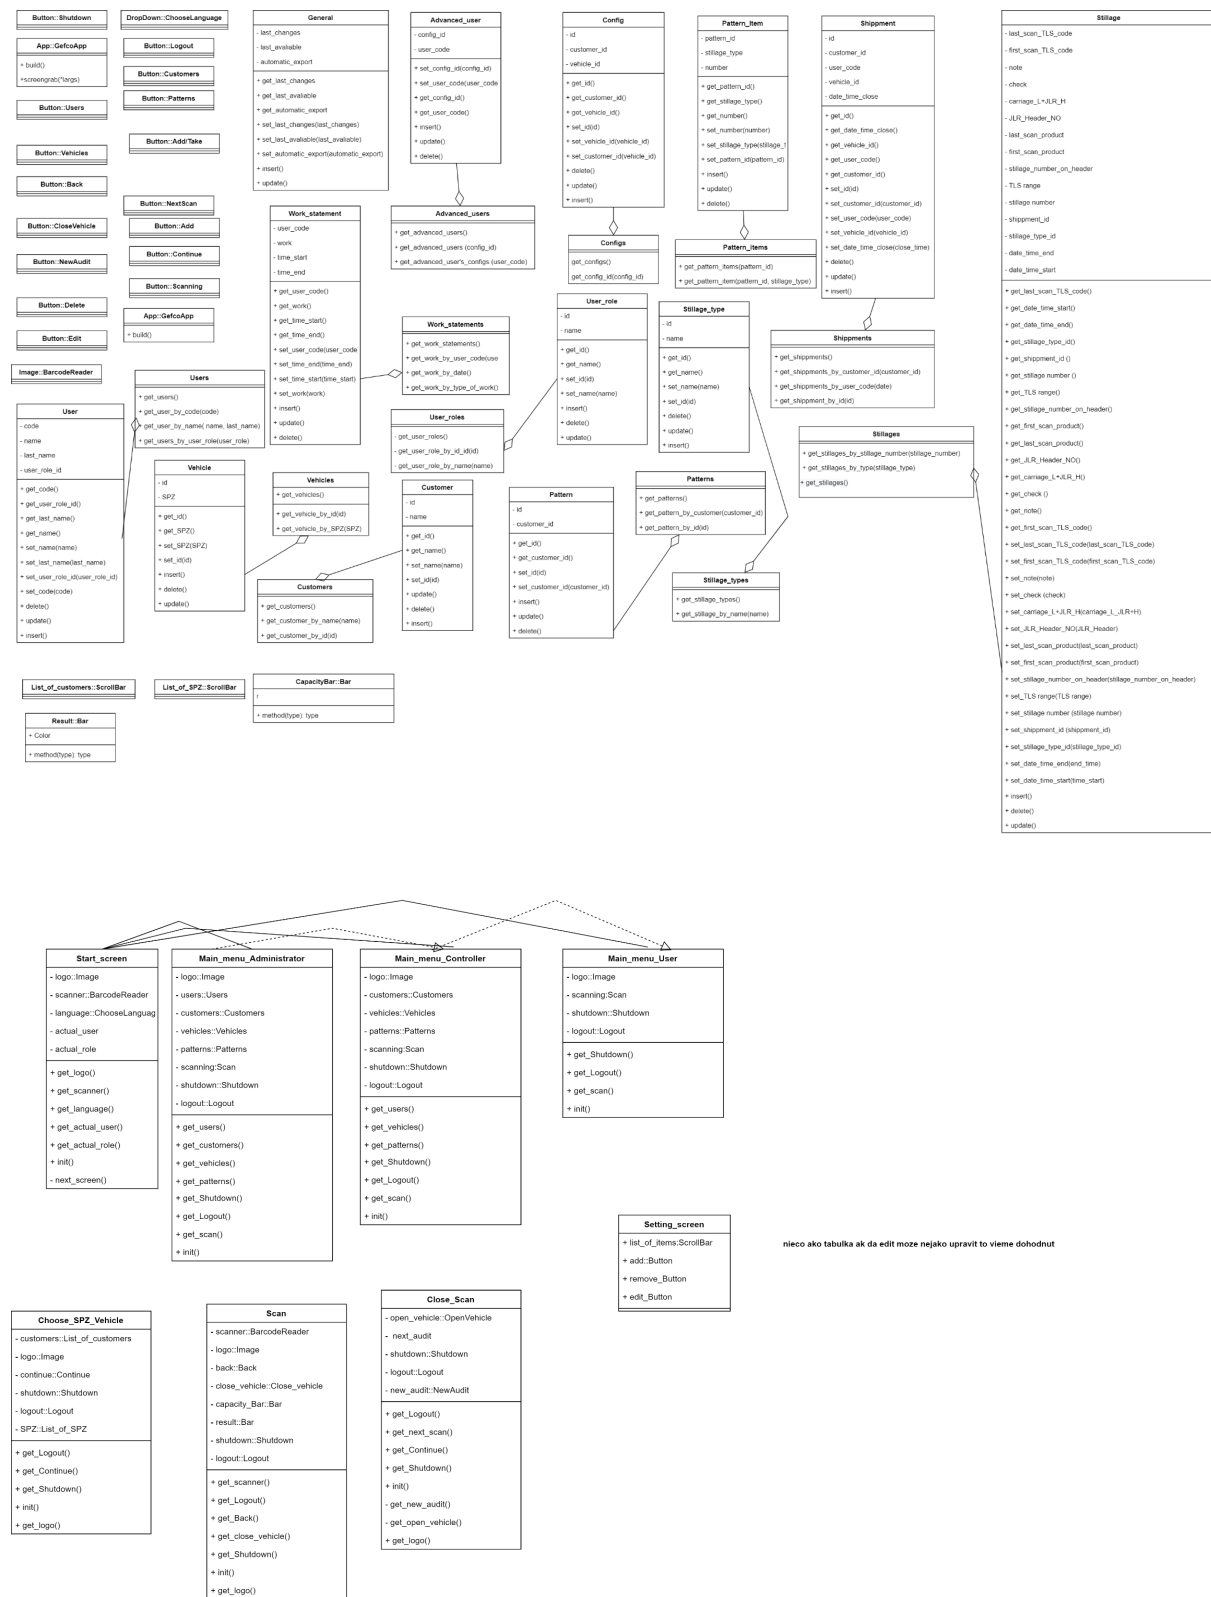 Button::Shutdown
App::GefcoApp
+ build()
+screengrab(*largs)
Button::Users
Button::Vehicles
Button::Back
Button::CloseVehicle
Button::NewAudit
Button::Delete
Button::Edit
Image::BarcodeReader
DropDown::ChooseLanguage
Button::Logout
Button::Customers
Button::Patterns
Button::Add/Take
Button::NextScan
Button::Add
Button::Continue
Button::Scanning
App::GefcoApp
+ build()
General
- last_changes
- last_avaliable
- automatic_export
+ get_last_changes
+ get_last_avaliable
+ get_automatic_export
+ set_last_changes(last_changes)
+ set_last_avaliable(last_avaliable)
+ set_automatic_export(automatic_export)
+ insert()
+ update()
Advanced_user
- config_id
- user_code
+ set_config_id(config_id)
+ set_user_code(user_code
+ get_config_id()
+ get_user_code()
+ insert()
+ update()
+ delete()
Advanced_users
+ get_advanced_users()
+ get_advanced_users (config_id)
+ get_advanced_user's_configs (user_code)
Config
- id
- customer_id
- vehicle_id
+ get_id()
+ get_customer_id()
+ get_vehicle_id()
+ set_id(id)
+ set_vehicle_id(vehicle_id)
+ set_customer_id(vehicle_id)
+ delete()
+ update()
+ insert()
Configs
get_configs()
get_config_id(config_id)
Pattern_Item
- pattern_id
- stillage_type
- number
+ get_pattern_id()
+ get_stillage_type()
+ get_number()
+ set_number(number)
+ set_stillage_type(stillage_t
+ set_pattern_id(pattern_id)
+ insert()
+ update()
+ delete()
Pattern_items
+ get_pattern_items(pattern_id)
+ get_pattern_item(pattern_id, stillage_type)
Shippment
- id
- customer_id
- user_code
- vehicle_id
- date_time_close
+ get_id()
+ get_date_time_close()
+ get_vehicle_id()
+ get_user_code()
+ get_customer_id()
+ set_id(id)
+ set_customer_id(customer_id)
+ set_user_code(user_code)
+ set_vehicle_id(vehicle_id)
+ set_date_time_close(close_time)
+ delete()
+ update()
+ insert()
Shippments
+ get_shippments()
+ get_shippments_by_customer_id(customer_id)
+ get_shippments_by_user_code(date)
+ get_shippment_by_id(id)
Stillage
- last_scan_TLS_code
- first_scan_TLS_code
- note
- check
- carriage_L+JLR_H
- JLR_Header_NO
- last_scan_product
- first_scan_product
- stillage_number_on_header
- TLS range
- stillage number
- shippment_id
- stillage_type_id
- date_time_end
- date_time_start
+ get_last_scan_TLS_code()
+ get_date_time_start()
+ get_date_time_end()
+ get_stillage_type_id()
+ get_shipment_id ()
+ get_stillage number ()
+ get_TLS range()
+ get_stillage_number_on_header()
+ get_first_scan_product()
+ get_last_scan_product()
+ get_JLR_Header_NO()
+ get_carriage_L+JLR_H()
+ get_check ()
+ get_note()
+ get_first_scan_TLS_code()
+ set_last_scan_TLS_code(last_scan_TLS_code)
+ set_first_scan_TLS_code(first_scan_TLS_code)
+ set_note(note)
+ set_check (check)
+ set_carriage_L+JLR_H(carriage_L_JLR+H)
+ set_JLR_Header_NO(JLR_Header)
+ set_last_scan_product(last_scan_product)
+ set_first_scan_product(first_scan_product)
+ set_stillage_number_on_header(stillage_number_on_header)
+ set_TLS range(TLS range)
+ set_stillage number (stillage number)
+ set_shipment_id (shippment_id)
+ set_stillage_type_id(stillage_type_id)
+ set_date_time_end(end_time)
+ set_date_time_start(time_start)
+ insert()
+ delete()
+ update()
Work_statement
- user_code
- work
- time_start
- time_end
+ get_user_code()
+ get_work()
+ get_time_start()
+ get_time_end()
+ set_user_code(user_code
+ set_time_end(time_end)
+ set_time_start(time_start)
+ set_work(work)
+ insert()
+ update()
+ delete()
Work_statements
+ get_work_statements()
+ get_work_by_user_code(use
+ get_work_by_date()
+ get_work_by_type_of_work()
User_roles
- get_user_roles()
- get_user_role_by_id_id(id)
- get_user_role_by_name(name)
User_role
- id
- name
+ get_id()
+ get_name()
+ set_id(id)
+ set_name(name)
+ insert()
+ delete()
+ update()
Stillage_type
- id
- name
+ get_id()
+ get_name()
+ set_name(name)
+ set_id(id)
+ delete()
+ update()
+ insert()
Stillages
+ get_stillages_by_stillage_number(stillage_number)
+ get_stillages_by_type(stillage_type)
+ get_stillages()
Users
+ get_users()
+ get_user_by_code(code)
+ get_user_by_name( name, last_name)
+ get_users_by_user_role(user_role)
User
- code
- name
- last_name
- user_role_id
+ get_code()
+ get_user_role_id()
+ get_last_name()
+ get_name()
+ set_name(name)
+ set_last_name(last_name)
+ set_user_role_id(user_role_id)
+ set_code(code)
+ delete()
+ update()
+ insert()
Vehicle
- id
- SPZ
+ get_id()
+ get_SPZ()
+ set_SPZ(SPZ)
+ set_id(id)
+ insert()
+ delete()
+ update()
Vehicles
+ get_vehicles()
+ get_vehicle_by_id(id)
+ get_vehicle_by_SPZ(SPZ)
Customers
+ get_customers()
+ get_customer_by_name(name)
+ get_customer_by_id(id)
Customer
- id
- name
+ get_id()
+ get_name()
+ set_name(name)
+ set_id(id)
+ update()
+ delete()
+ insert()
Pattern
- id
- customer_id
+ get_id()
+ get_customer_id()
+ set_id(id)
+ set_customer_id(customer_id)
+ insert()
+ update()
+ delete()
Patterns
+ get_patterns()
+ get_pattern_by_customer(customer_id)
+ get_pattern_by_id(id)
Stillage_types
+ get_stillage_types()
+ get_stillage_by_name(name)
List_of_customers::ScrollBar
List_of_SPZ::ScrollBar
CapacityBar::Bar
r
+ method(type): type
Result::Bar
+ Color
+ method(type): type
Start_screen
- logo::Image
- scanner::BarcodeReader
- language::ChooseLanguag
- actual_user
- actual_role
+ get_logo()
+ get_scanner()
+ get_language()
+ get_actual_user()
+ get_actual_role()
+ init()
- next_screen()
Main_menu_Administrator
- logo::Image
- users::Users
- customers::Customers
- vehicles::Vehicles
- patterns::Patterns
- scanning:Scan
- shutdown::Shutdown
- logout::Logout
+ get_users()
+ get_customers()
+ get_vehicles()
+ get_patterns()
+ get_Shutdown()
+ get_Logout()
+ get_scan()
+ init()
Main_menu_Controller
- logo::Image
- customers::Customers
- vehicles::Vehicles
- patterns::Patterns
- scanning:Scan
- shutdown::Shutdown
- logout::Logout
+ get_users()
+ get_vehicles()
+ get_patterns()
+ get_Shutdown()
+ get_Logout()
+ get_scan()
+ init()
Main_menu_User
- logo::Image
- scanning:Scan
- shutdown::Shutdown
- logout::Logout
+ get_Shutdown()
+ get_Logout()
+ get_scan()
+ init()
Setting_screen
+ list_of_items:ScrollBar
+ add::Button
+ remove_Button
+ edit_Button
nieco ako tabulka ak da edit moze nejako upravit to vieme dohodnut
Choose_SPZ_Vehicle
- customers::List_of_customers
- logo::Image
- continue::Continue
- shutdown::Shutdown
- logout::Logout
- SPZ::List_of_SPZ
+ get_Logout()
+ get_Continue()
+ get_Shutdown()
+ init()
+ get_logo()
Scan
- scanner::BarcodeReader
- logo::Image
- back::Back
- close_vehicle::Close_vehicle
- capacity_Bar::Bar
- result::Bar
- shutdown::Shutdown
- logout::Logout
+ get_scanner()
+ get_Logout()
+ get_Back()
+ get_close_vehicle()
+ get_Shutdown()
+ init()
+ get_logo()
Close_Scan
- open_vehicle::OpenVehicle
- next_audit
- shutdown::Shutdown
- logout::Logout
- new_audit::NewAudit
+ get_Logout()
+ get_next_scan()
+ get_Continue()
+ get_Shutdown()
+ init()
- get_new_audit()
- get_open_vehicle()
+ get_logo()